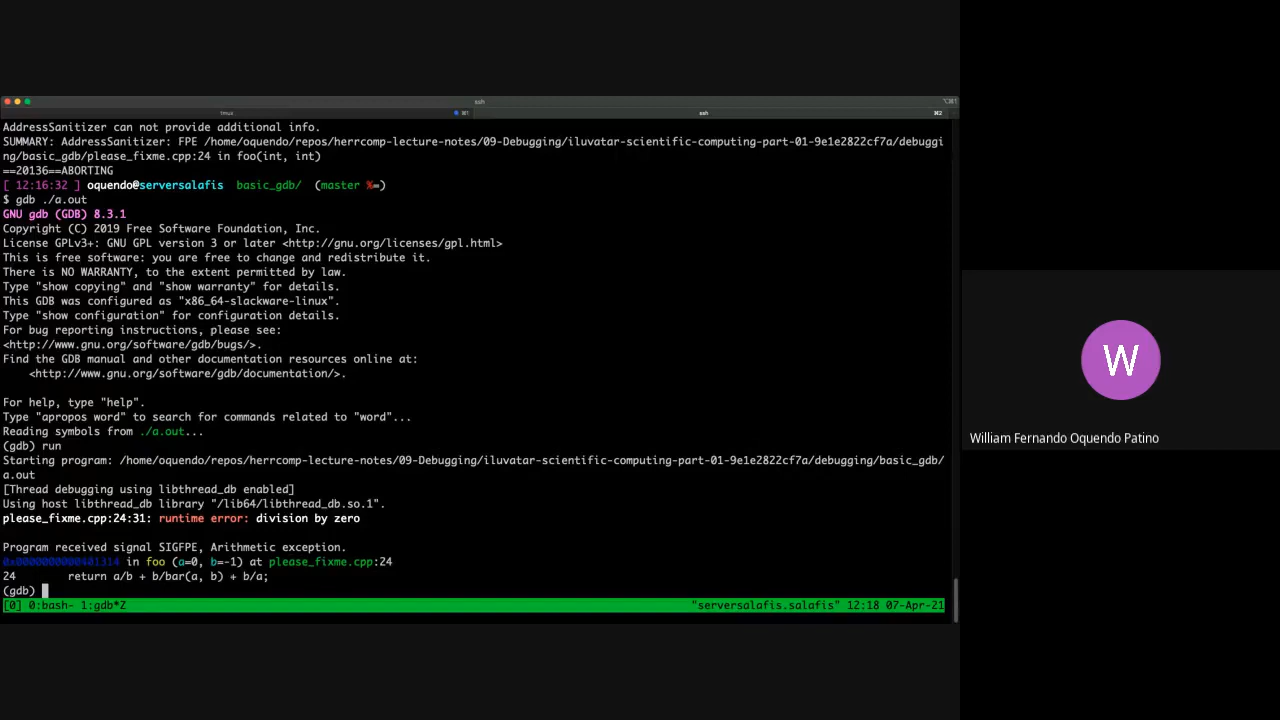 ssh
⌥⌘1
tmux
⌘1
ssh
⌘2
AddressSanitizer can not provide additional info.
SUMMARY: AddressSanitizer: FPE /home/oquendo/repos/herrcomp-lecture-notes/09-Debugging/iluvatar-scientific-computing-part-01-9e1e2822cf7a/debuggi
ng/basic_gdb/please_fixme.cpp:24 in foo(int, int)
==20136==ABORTING
[ 12:16:32 ] oquendo@serversalafis  basic_gdb/  (master %=)
$ gdb ./a.out
GNU gdb (GDB) 8.3.1
Copyright (C) 2019 Free Software Foundation, Inc.
License GPLv3+: GNU GPL version 3 or later <http://gnu.org/licenses/gpl.html>
This is free software: you are free to change and redistribute it.
There is NO WARRANTY, to the extent permitted by law.
Type "show copying" and "show warranty" for details.
This GDB was configured as "x86_64-slackware-linux".
Type "show configuration" for configuration details.
For bug reporting instructions, please see:
<http://www.gnu.org/software/gdb/bugs/>.
Find the GDB manual and other documentation resources online at:
    <http://www.gnu.org/software/gdb/documentation/>.
For help, type "help".
Type "apropos word" to search for commands related to "word"...
Reading symbols from ./a.out...
(gdb) run
Starting program: /home/oquendo/repos/herrcomp-lecture-notes/09-Debugging/iluvatar-scientific-computing-part-01-9e1e2822cf7a/debugging/basic_gdb/
a.out
[Thread debugging using libthread_db enabled]
Using host libthread_db library "/lib64/libthread_db.so.1".
please_fixme.cpp:24:31: runtime error: division by zero
Program received signal SIGFPE, Arithmetic exception.
0x0000000000401314 in foo (a=0, b=-1) at please_fixme.cpp:24
24        return a/b + b/bar(a, b) + b/a;
(gdb)
[0] 0:bash- 1:gdb*Z "serversalafis.salafis" 12:18 07-Apr-21
W
William Fernando Oquendo Patino